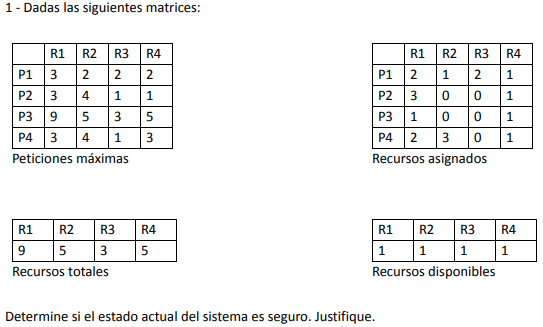 1 - Dadas las siguientes matrices:
R1 R2 R3 R4
P1 3 2 2 2
P2 3 4 1 1
P3 9 5 3 5
P4 3 4 1 3
Peticiones máximas
R1 R2 R3 R4
P1 2 1 2 1
P2 3 0 0 1
P3 1 0 0 1
P4 2 3 0 1
Recursos asignados
R1 R2 R3 R4
9 5 3 5
Recursos totales
R1 R2 R3 R4
1 1 1 1
Recursos disponibles
Determine si el estado actual del sistema es seguro. Justifique.